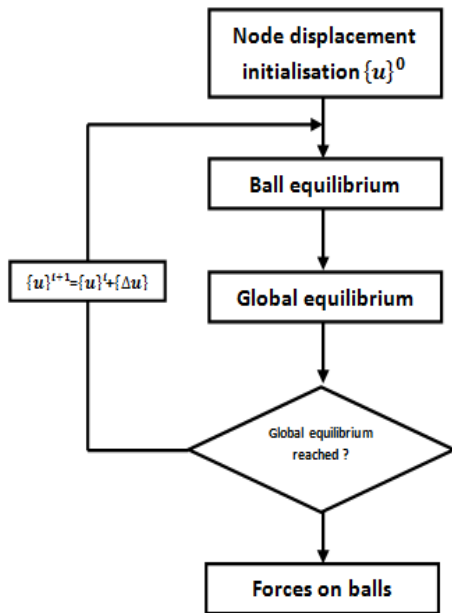 Node displacement
initialisation {u}⁰
Ball equilibrium
{u}ⁱ⁺¹={u}ⁱ+{Δu}
Global equilibrium
Global equilibrium
reached ?
Forces on balls